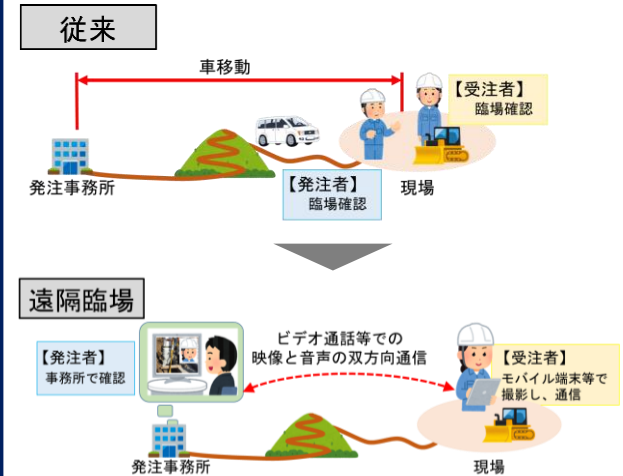 従来
車移動
【受注者】
臨場確認
発注事務所
【発注者】
臨場確認
現場
遠隔臨場
【発注者】
事務所で確認
ビデオ通話等での
映像と音声の双方向通信
【受注者】
モバイル端末等で
撮影し、通信
発注事務所
現場